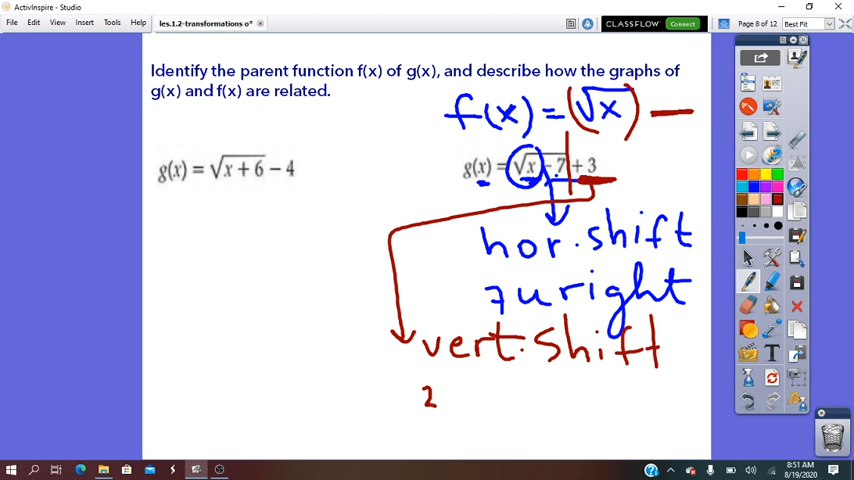 ActivInspire - Studio
File Edit View Insert Tools Help
les.1.2-transformations o*
CLASSFLOW Connect
Page 8 of 12
Best Fit
Identify the parent function f(x) of g(x), and describe how the graphs of
g(x) and f(x) are related.
f(x) = (√x) —
g(x) = √x + 6 − 4
g(x) = √x − 7 + 3
hor. shift
7u right
vert. shift
2
8:51 AM
8/19/2020